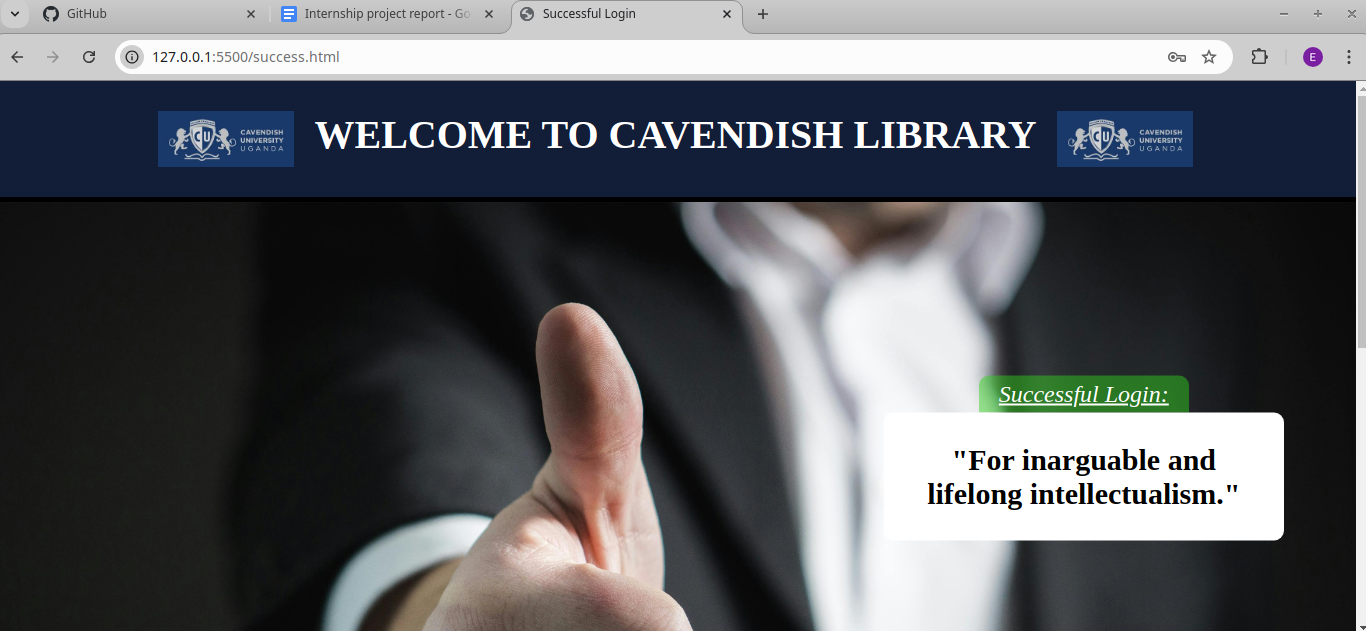 GitHub
Internship project report - Go
Successful Login
127.0.0.1:5500/success.html
E
CU
CAVENDISH
UNIVERSITY
UGANDA
WELCOME TO CAVENDISH LIBRARY
CU
CAVENDISH
UNIVERSITY
UGANDA
Successful Login:
"For inarguable and
lifelong intellectualism."